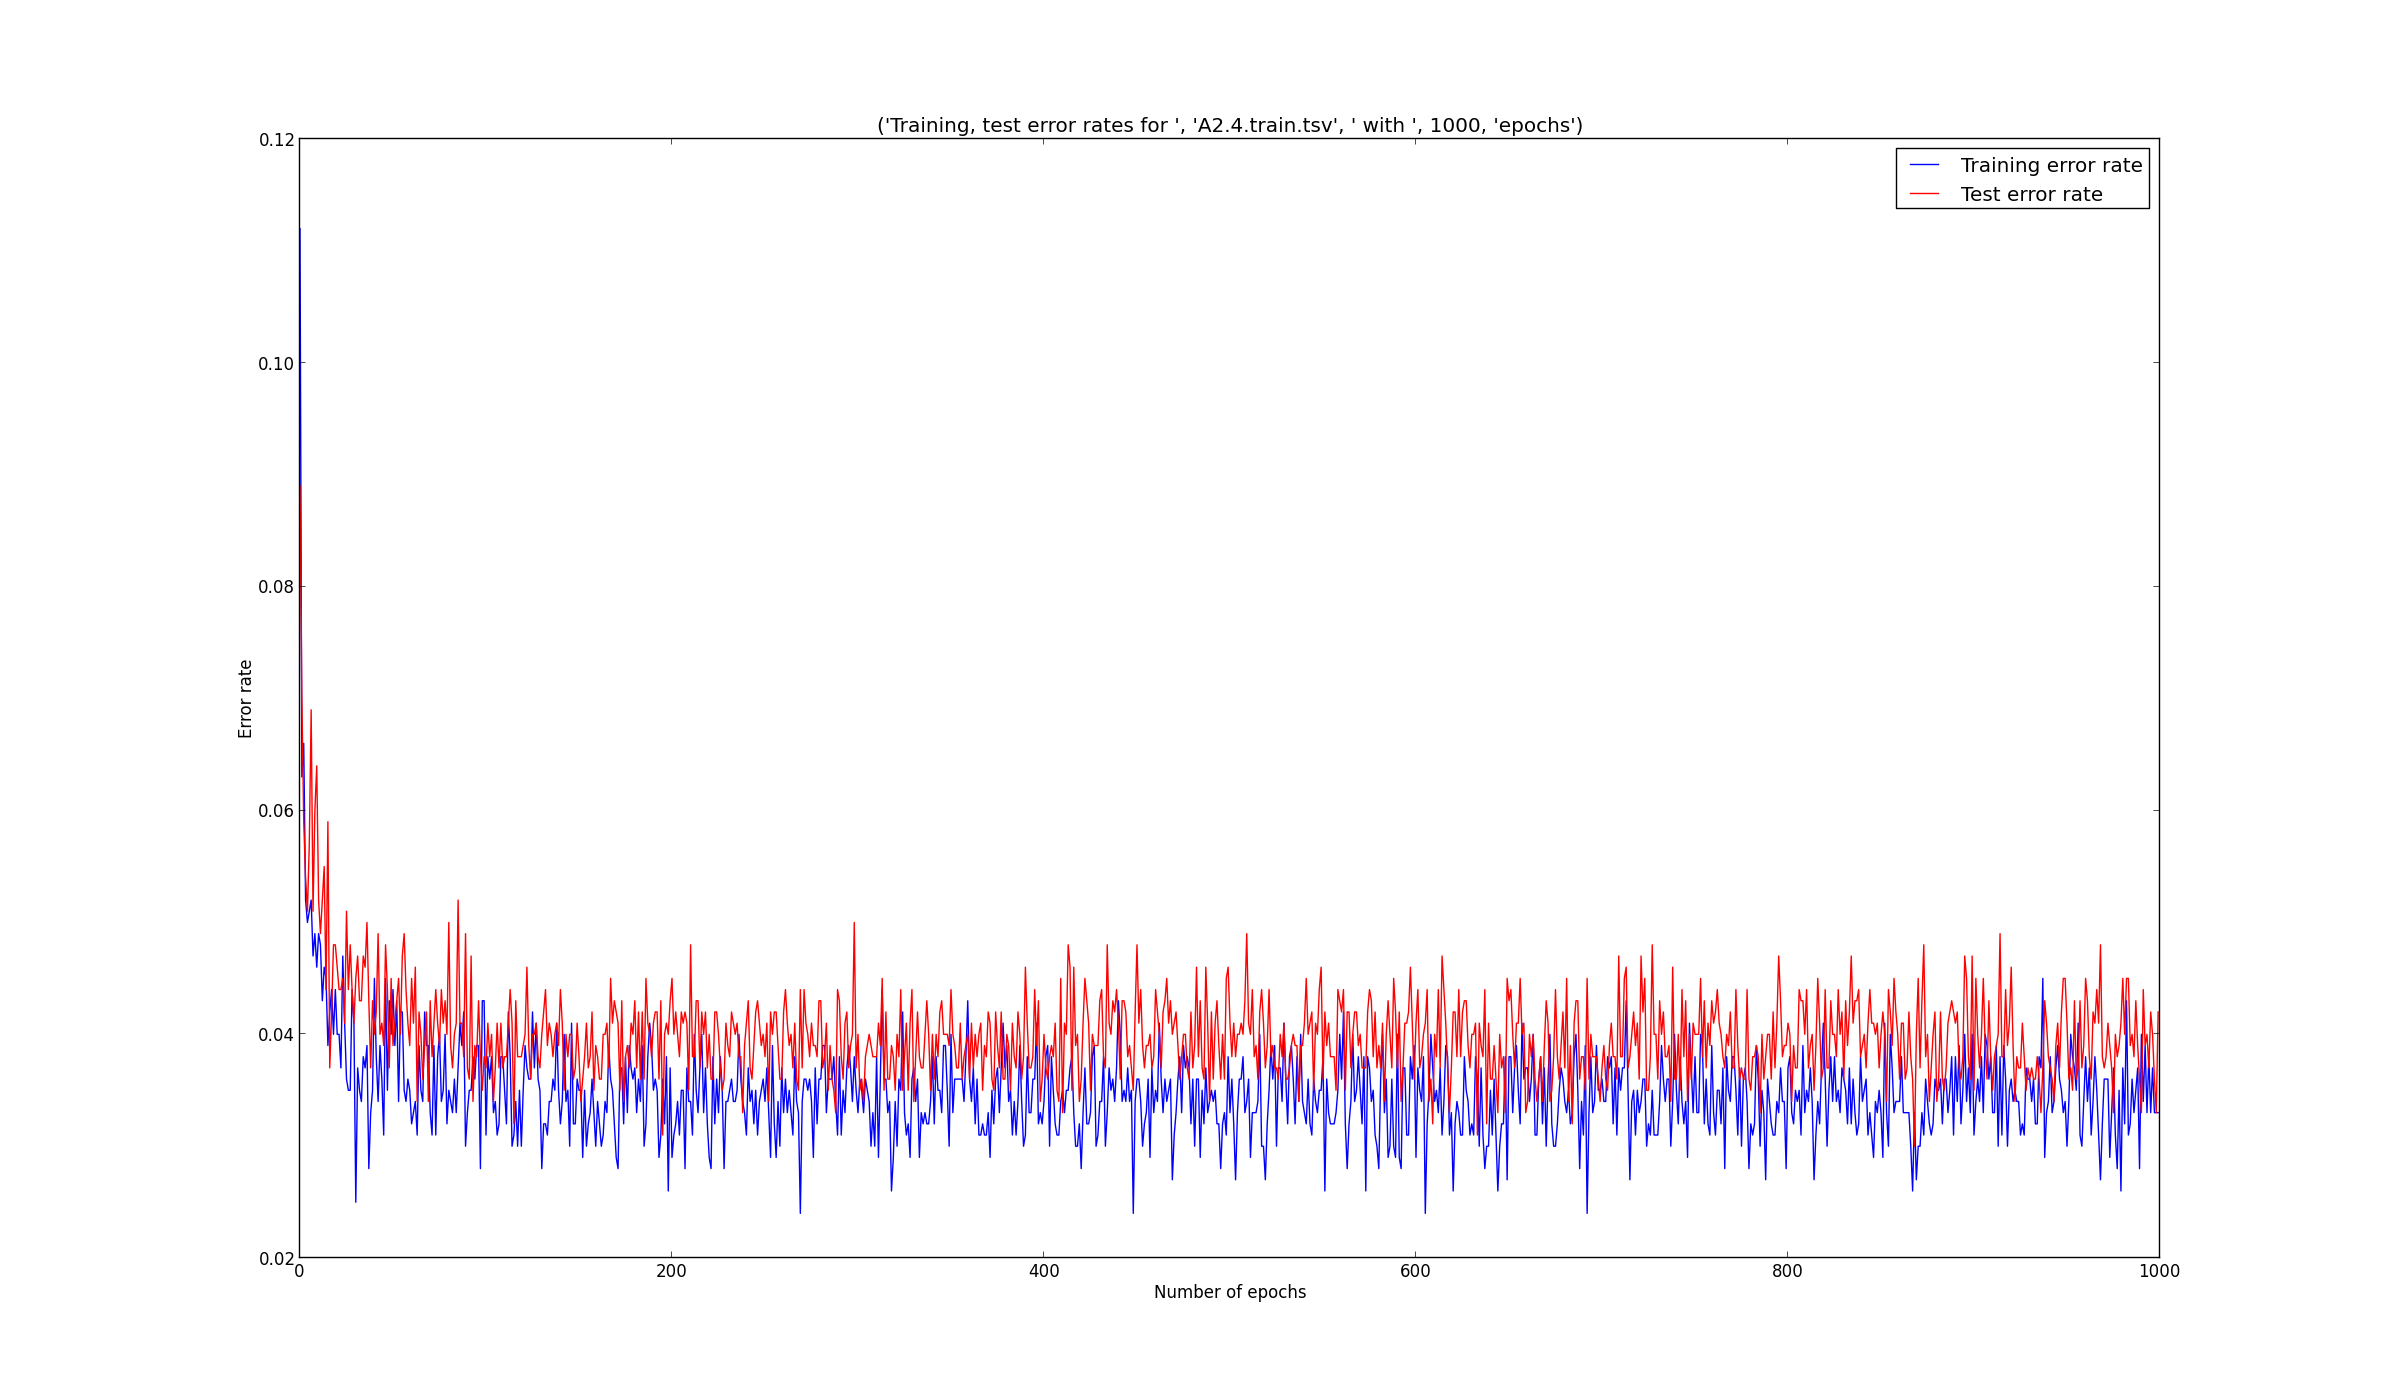 ('Training, test error rates for ', 'A2.4.train.tsv', ' with ', 1000, 'epochs')
0.12
Training error rate
Test error rate
0.10
0.08
Error rate
0.06
0.04
0.02
0 200 400 600 800 1000
Number of epochs